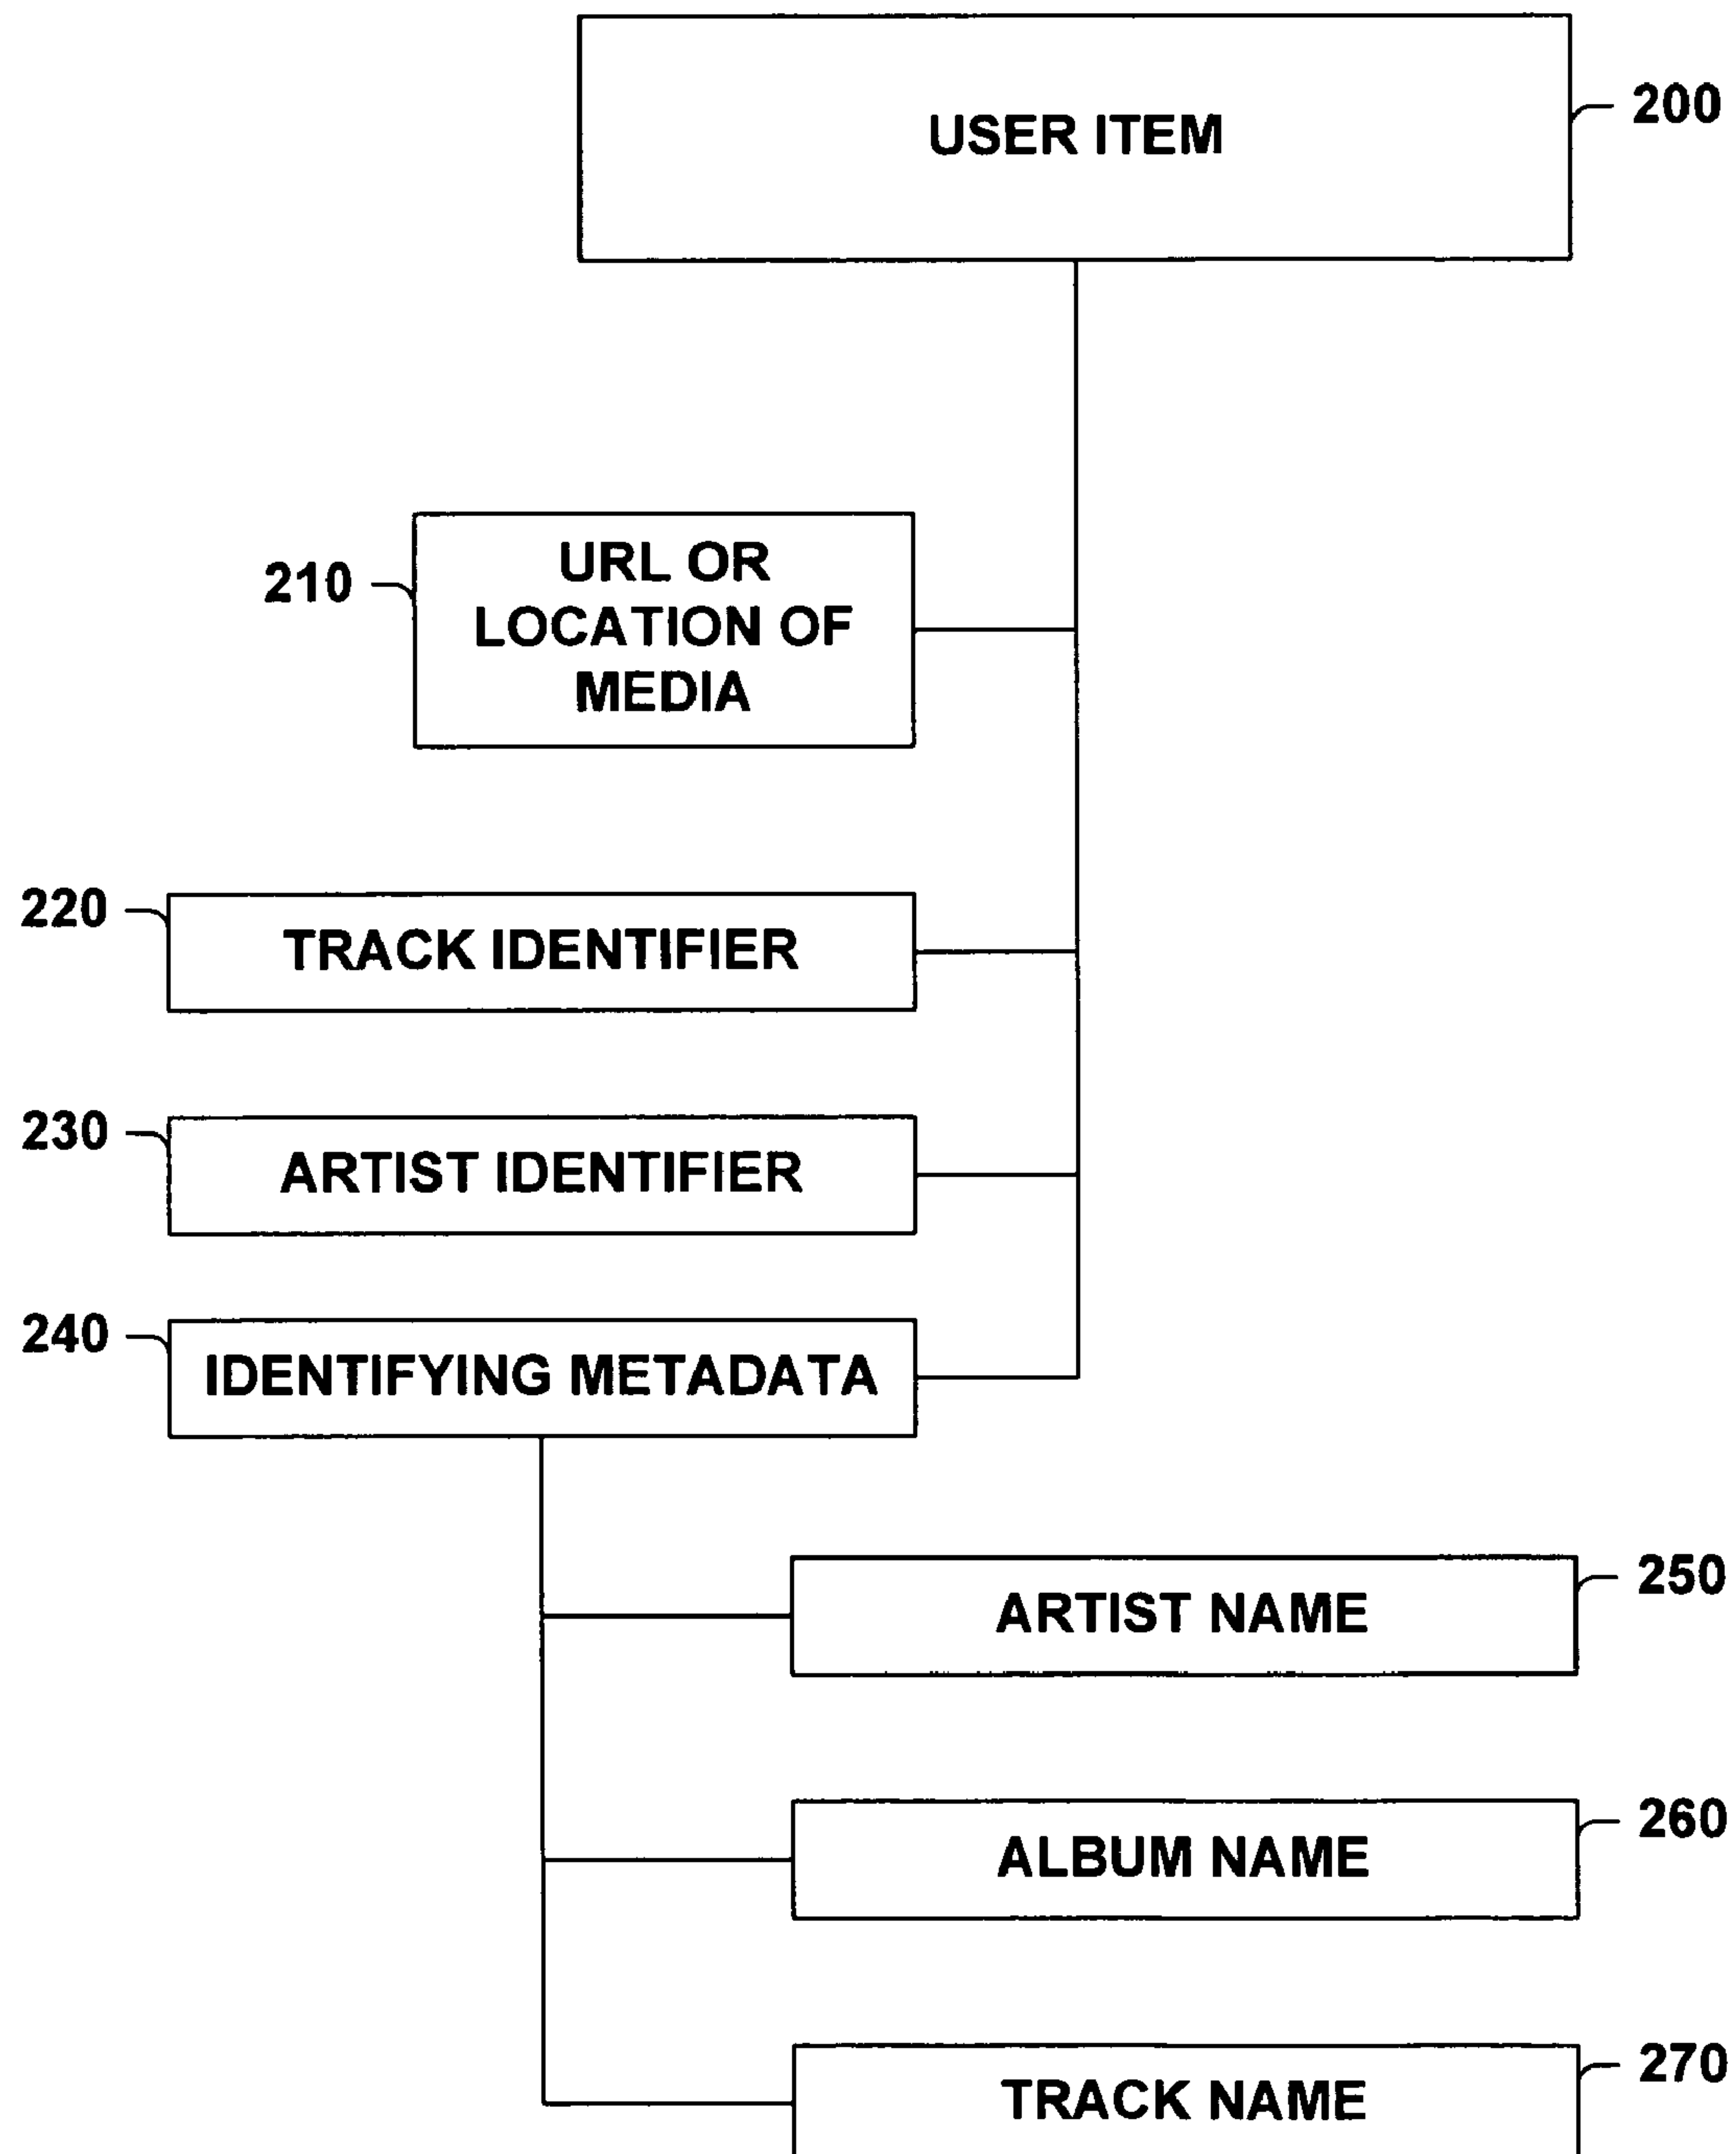 USER ITEM
200
210
URL OR
LOCATION OF
MEDIA
220
TRACK IDENTIFIER
230
ARTIST IDENTIFIER
240
IDENTIFYING METADATA
250
ARTIST NAME
260
ALBUM NAME
270
TRACK NAME